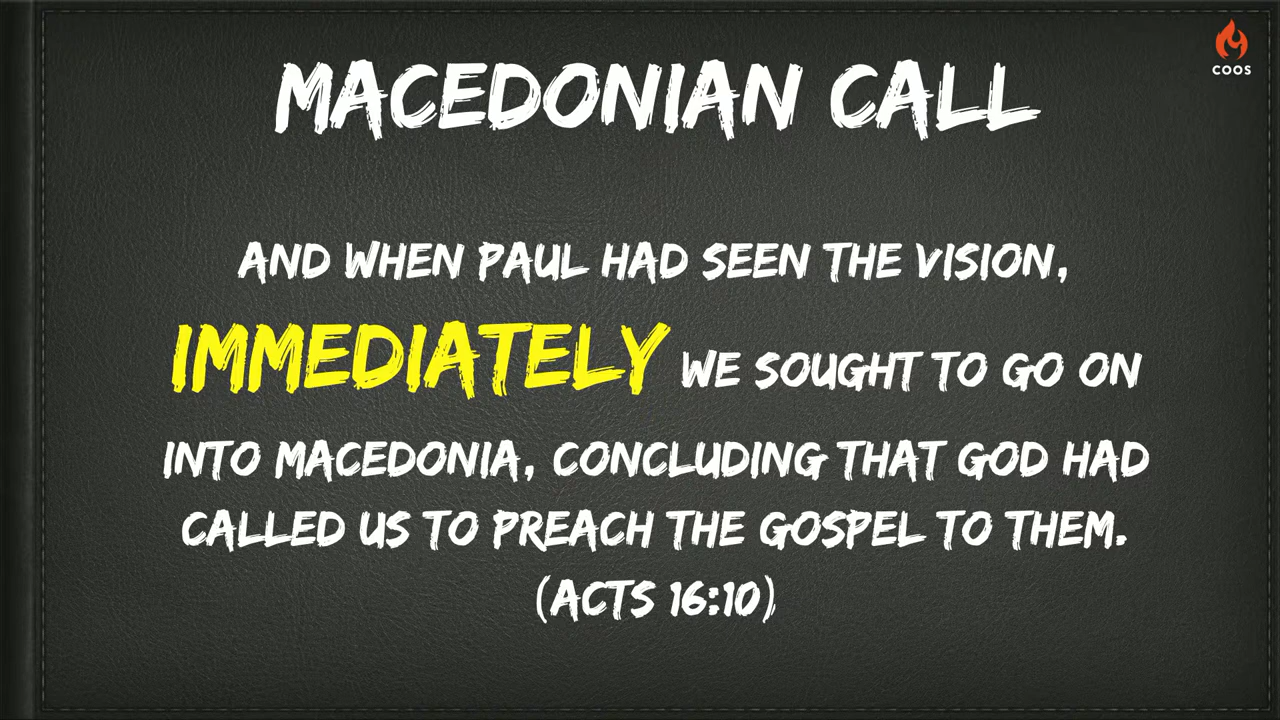 COOS
MACEDONIAN CALL
AND WHEN PAUL HAD SEEN THE VISION,
IMMEDIATELY WE SOUGHT TO GO ON
INTO MACEDONIA, CONCLUDING THAT GOD HAD
CALLED US TO PREACH THE GOSPEL TO THEM.
(ACTS 16:10)